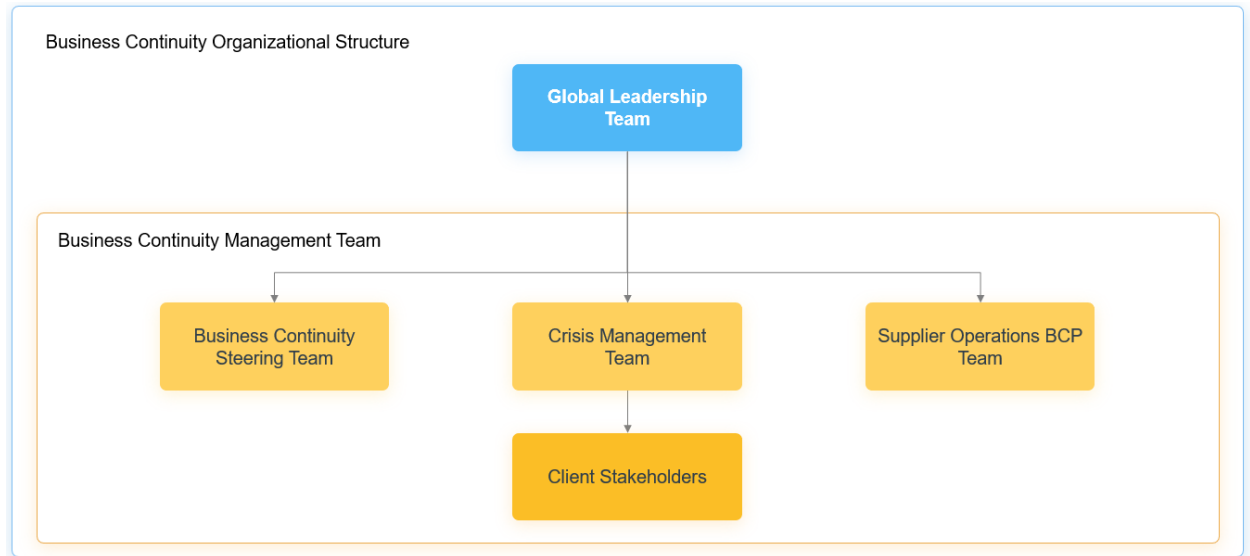 Business Continuity Organizational Structure
Global Leadership
Team
Business Continuity Management Team
Business Continuity
Steering Team
Crisis Management
Team
Supplier Operations BCP
Team
Client Stakeholders